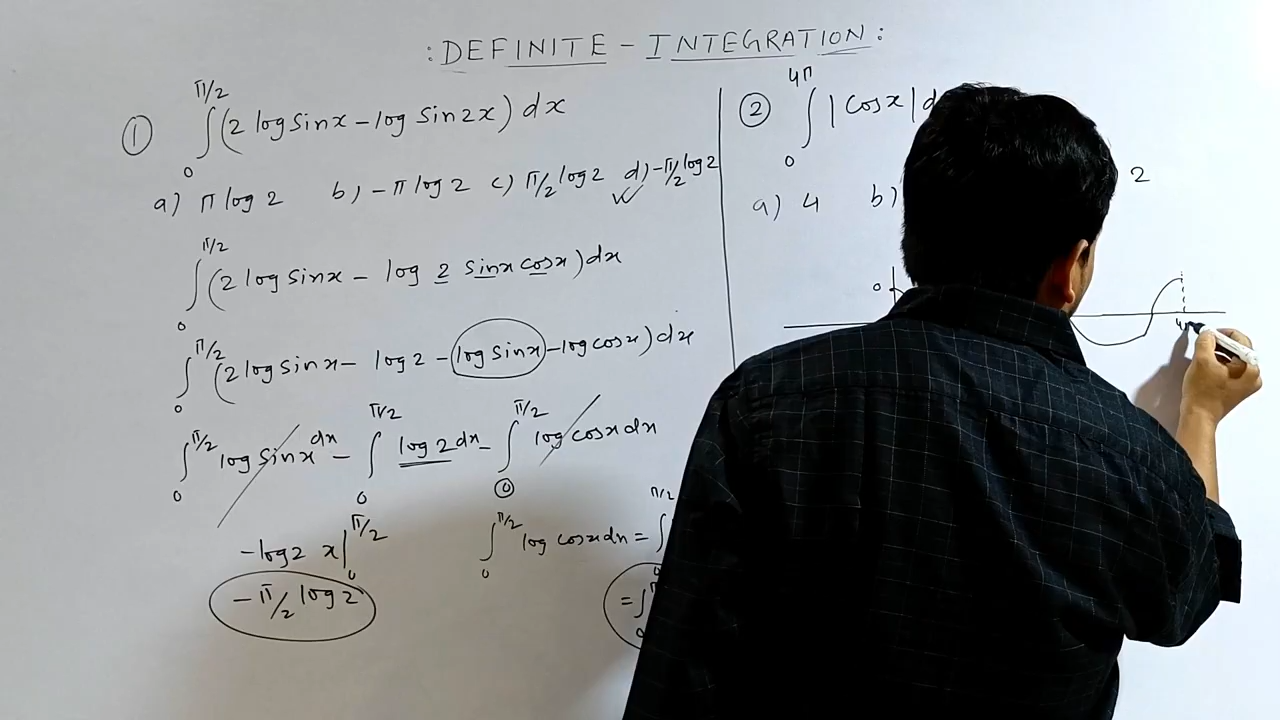 : DEFINITE - INTEGRATION :
① ∫₀^π/2 (2 log sin x - log sin 2x) dx
a) π log 2 b) - π log 2 c) π/2 log 2 d) -π/2 log 2
∫₀^π/2 (2 log sin x - log 2 sin x cos x) dx
∫₀^π/2 (2 log sin x - log 2 - log sin x - log cos x) dx
∫₀^π/2 log sin x dx - ∫₀^π/2 log 2 dx - ∫₀^π/2 log cos x dx
-log 2 x |₀^π/2
∫₀^π/2 log cos x dx = ∫ π/2
- π/2 log 2
= ∫
② ∫₀^4π | cos x | d
2
a) 4 b)
0
4